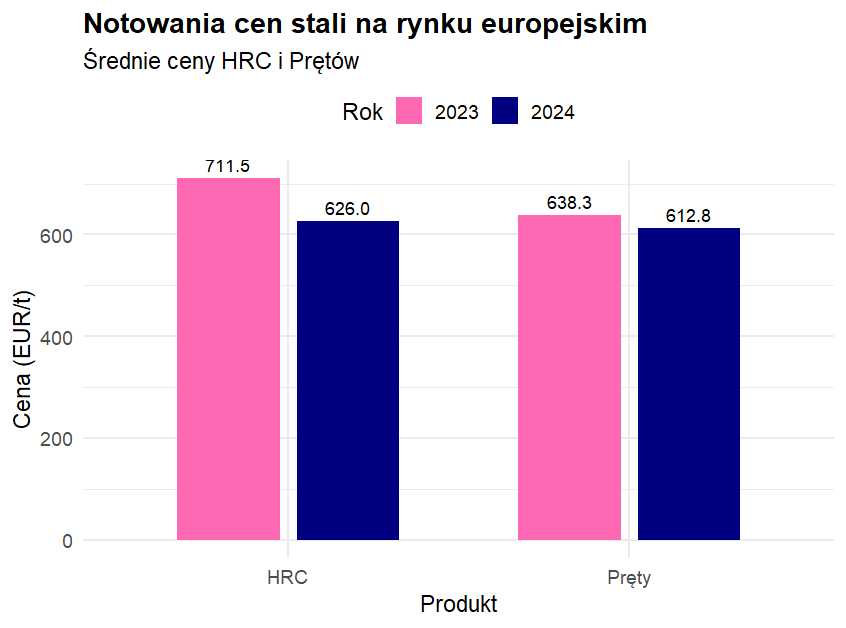 Notowania cen stali na rynku europejskim
Średnie ceny HRC i Prętów
Rok 2023 2024
711.5
626.0
638.3
612.8
Cena (EUR/t)
600
400
200
0
HRC Pręty
Produkt